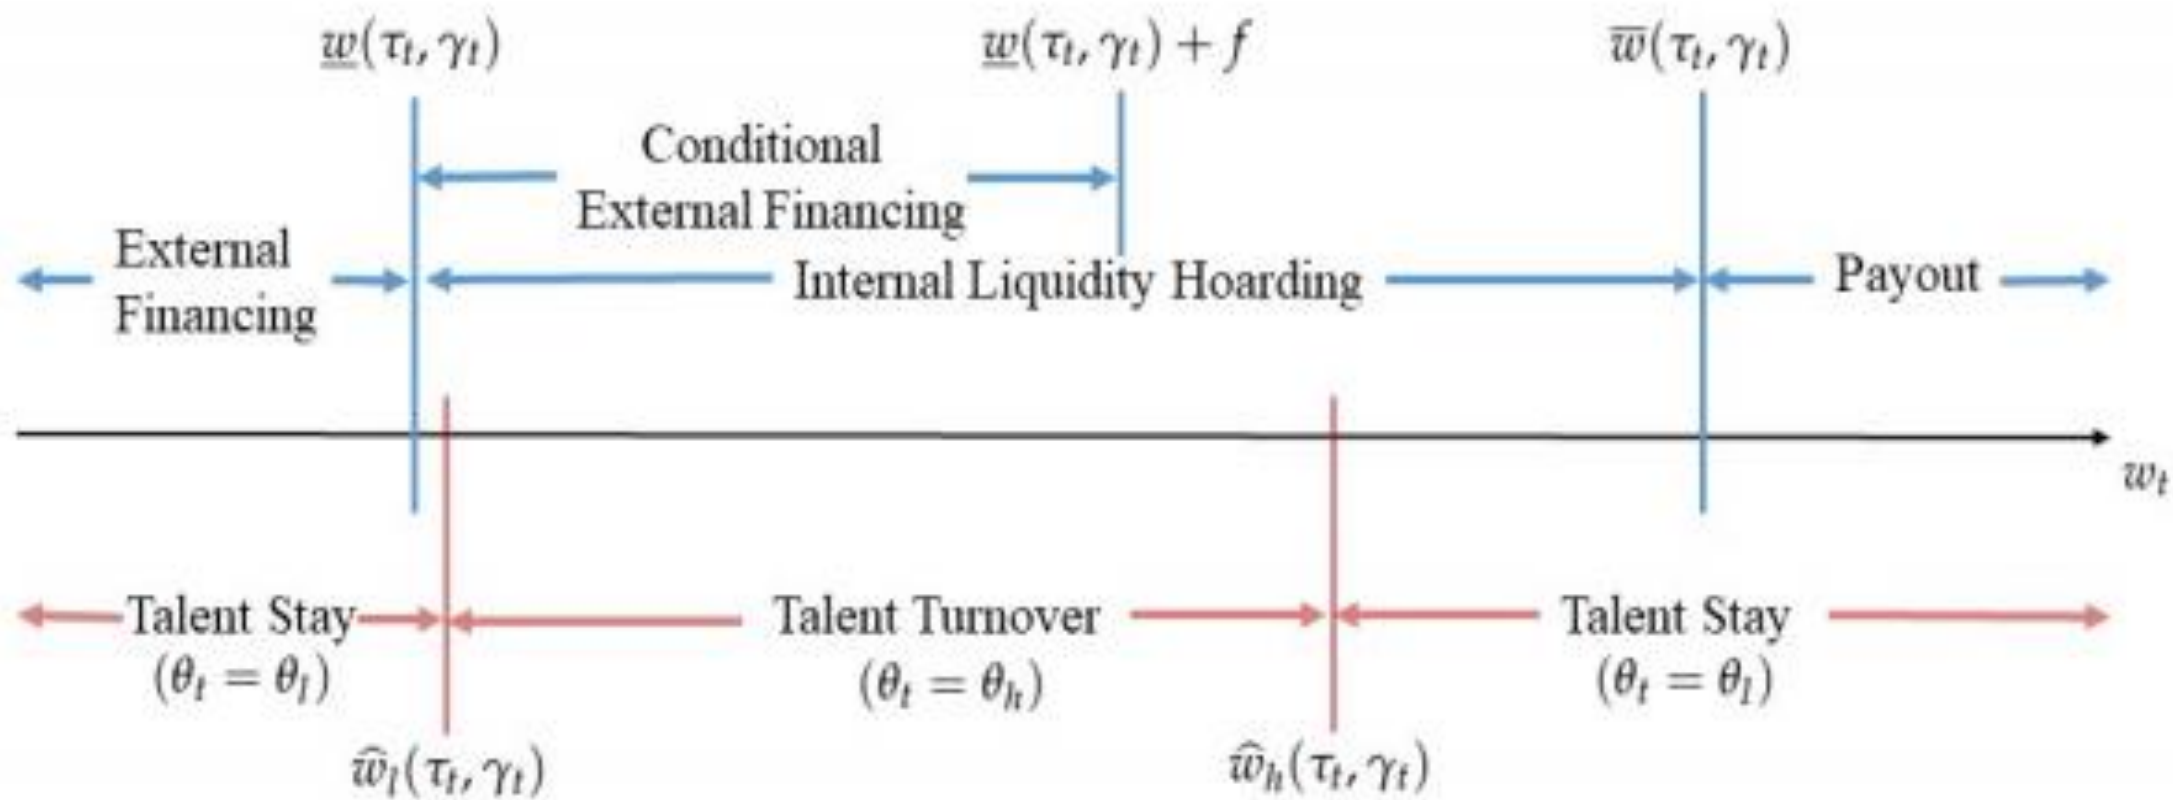 w̲(τₜ, γₜ)
w̲(τₜ, γₜ) + f
w̅(τₜ, γₜ)
Conditional
External Financing
External
Financing
Internal Liquidity Hoarding
Payout
wₜ
Talent Stay
(θₜ = θₗ)
Talent Turnover
(θₜ = θₕ)
Talent Stay
(θₜ = θₗ)
ŵₗ(τₜ, γₜ)
ŵₕ(τₜ, γₜ)